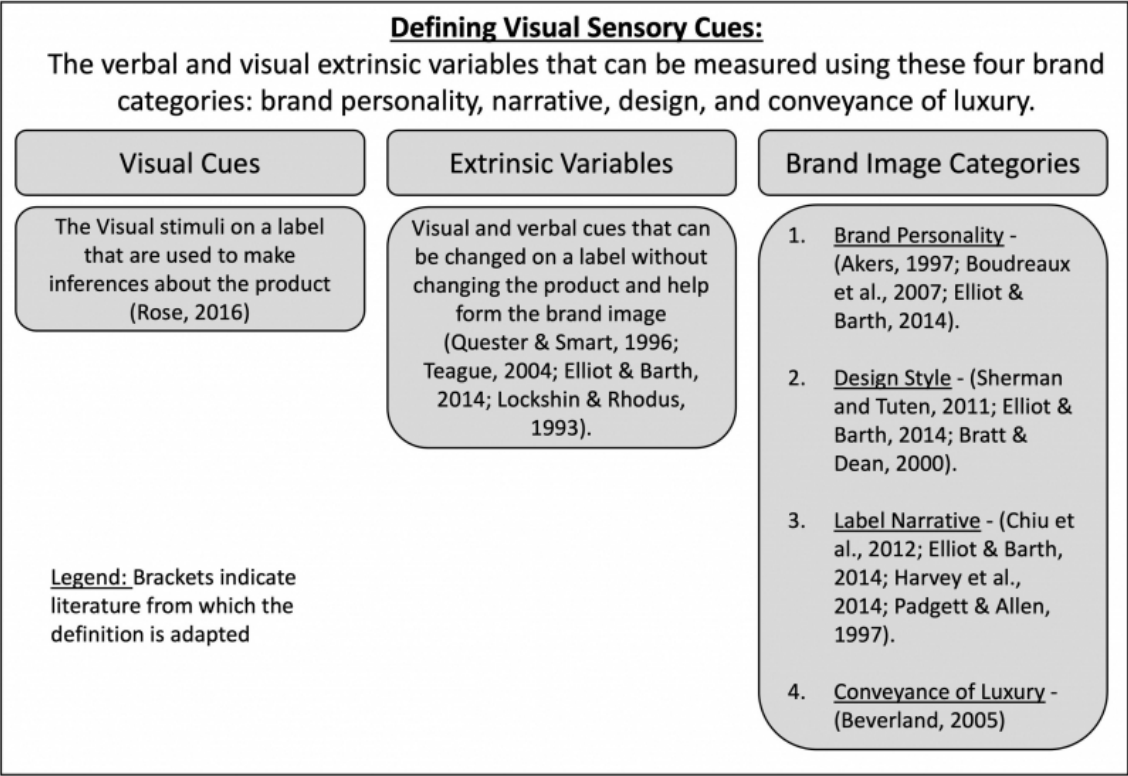 Defining Visual Sensory Cues:
The verbal and visual extrinsic variables that can be measured using these four brand
categories: brand personality, narrative, design, and conveyance of luxury.
Visual Cues
The Visual stimuli on a label
that are used to make
inferences about the product
(Rose, 2016)
Extrinsic Variables
Visual and verbal cues that can
be changed on a label without
changing the product and help
form the brand image
(Quester & Smart, 1996;
Teague, 2004; Elliot & Barth,
2014; Lockshin & Rhodus,
1993).
Brand Image Categories
1. Brand Personality -
(Akers, 1997; Boudreaux
et al., 2007; Elliot &
Barth, 2014).
2. Design Style - (Sherman
and Tuten, 2011; Elliot &
Barth, 2014; Bratt &
Dean, 2000).
3. Label Narrative - (Chiu et
al., 2012; Elliot & Barth,
2014; Harvey et al.,
2014; Padgett & Allen,
1997).
4. Conveyance of Luxury -
(Beverland, 2005)
Legend: Brackets indicate
literature from which the
definition is adapted